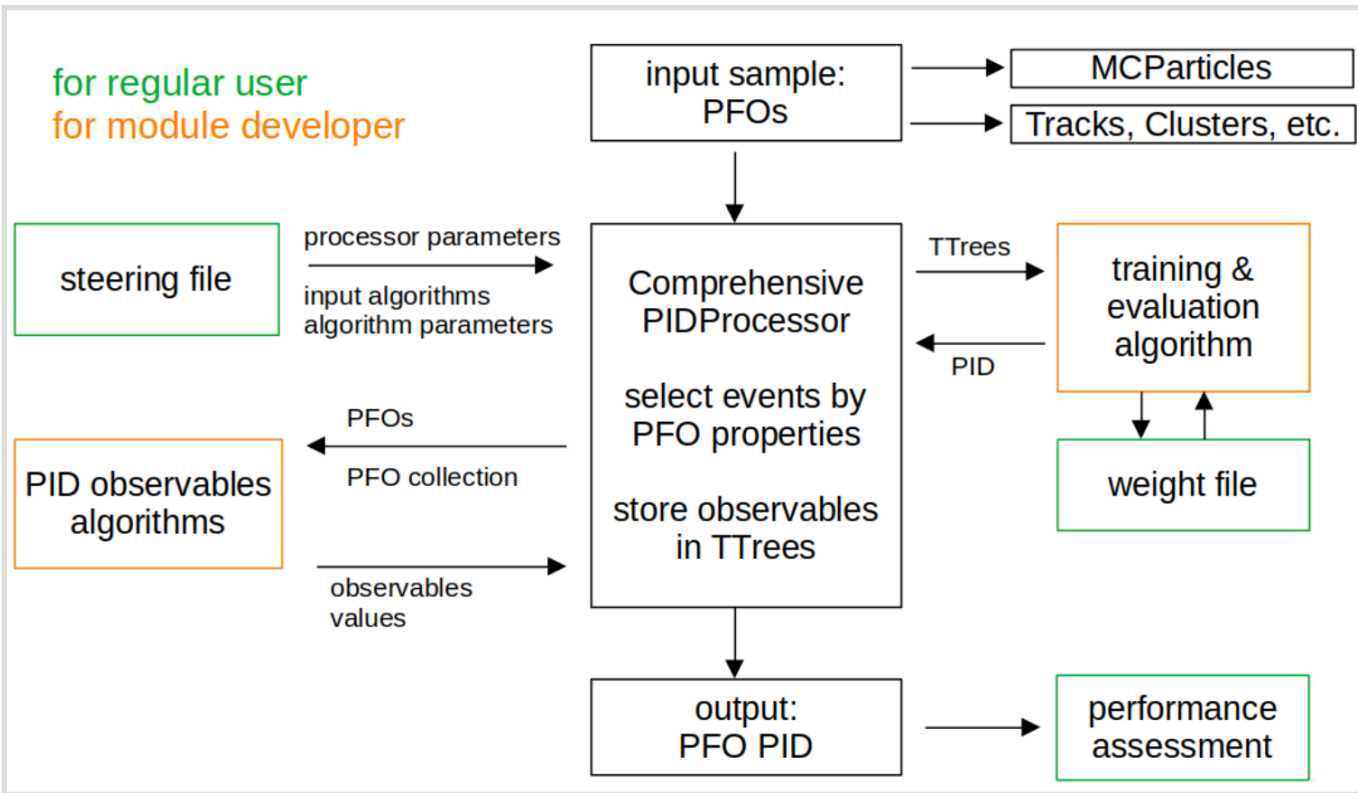 for regular user
for module developer
input sample:
PFOs
MCParticles
Tracks, Clusters, etc.
steering file
processor parameters
input algorithms
algorithm parameters
Comprehensive
PIDProcessor
select events by
PFO properties
store observables
in TTrees
TTrees
PID
training &
evaluation
algorithm
weight file
PID observables
algorithms
PFOs
PFO collection
observables
values
output:
PFO PID
performance
assessment